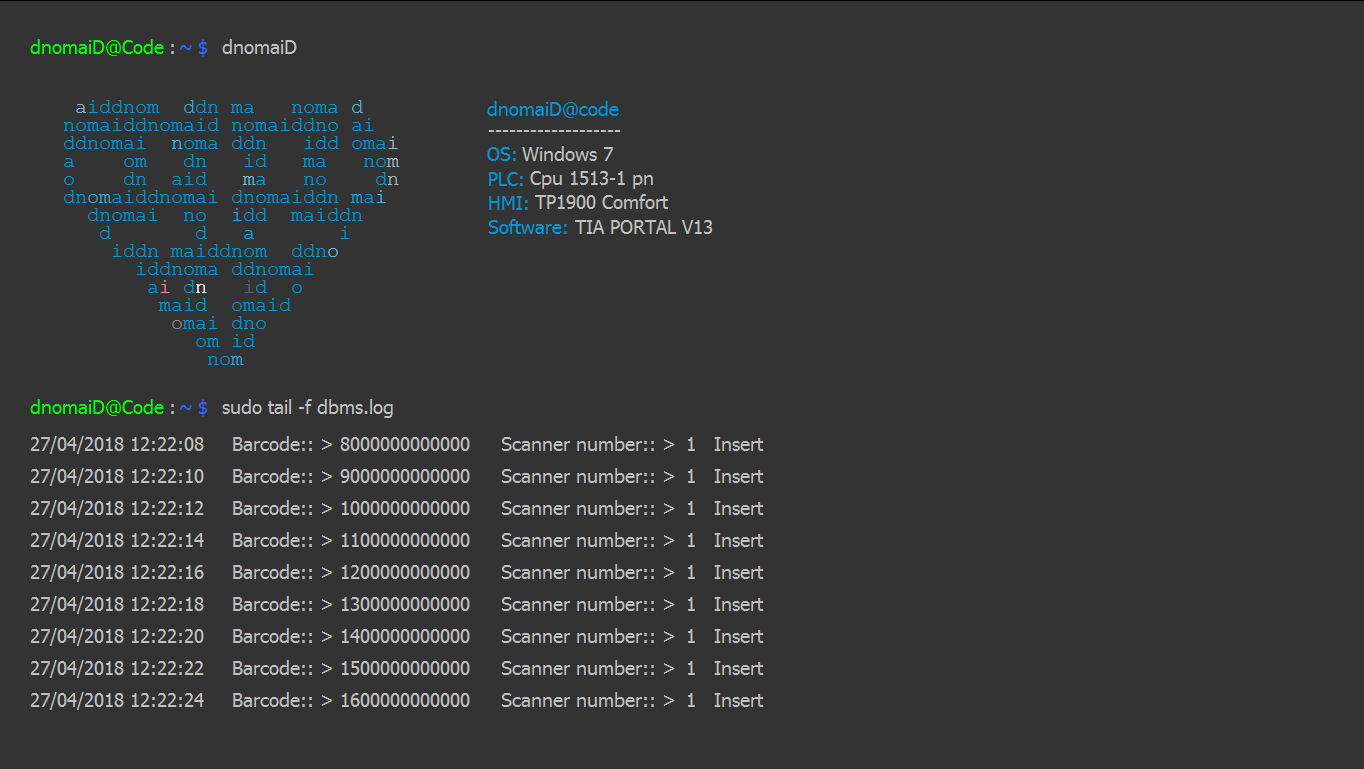 dnomaiD@Code : ~ $ dnomaiD
aiddnom ddn ma noma d
nomaiddnomaid nomaiddno ai
ddnomai noma ddn idd omai
a om dn id ma nom
o dn aid ma no dn
dnomaiddnomai dnomaiddn mai
dnomai no idd maiddn
d d a i
iddn maiddnom ddno
iddnoma ddnomai
ai dn id o
maid omaid
omai dno
om id
nom
dnomaiD@code
-------------------
OS: Windows 7
PLC: Cpu 1513-1 pn
HMI: TP1900 Comfort
Software: TIA PORTAL V13
dnomaiD@Code : ~ $ sudo tail -f dbms.log
27/04/2018 12:22:08 Barcode:: > 8000000000000 Scanner number:: > 1 Insert
27/04/2018 12:22:10 Barcode:: > 9000000000000 Scanner number:: > 1 Insert
27/04/2018 12:22:12 Barcode:: > 1000000000000 Scanner number:: > 1 Insert
27/04/2018 12:22:14 Barcode:: > 1100000000000 Scanner number:: > 1 Insert
27/04/2018 12:22:16 Barcode:: > 1200000000000 Scanner number:: > 1 Insert
27/04/2018 12:22:18 Barcode:: > 1300000000000 Scanner number:: > 1 Insert
27/04/2018 12:22:20 Barcode:: > 1400000000000 Scanner number:: > 1 Insert
27/04/2018 12:22:22 Barcode:: > 1500000000000 Scanner number:: > 1 Insert
27/04/2018 12:22:24 Barcode:: > 1600000000000 Scanner number:: > 1 Insert